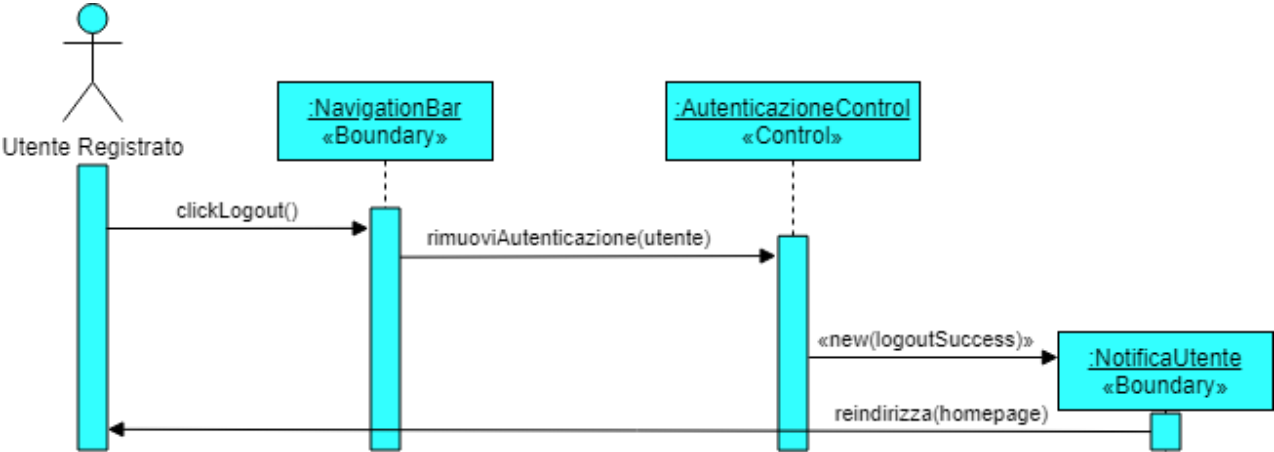 :NavigationBar
«Boundary»
:AutenticazioneControl
«Control»
Utente Registrato
clickLogout()
rimuoviAutenticazione(utente)
«new(logoutSuccess)»
:NotificaUtente
«Boundary»
reindirizza(homepage)